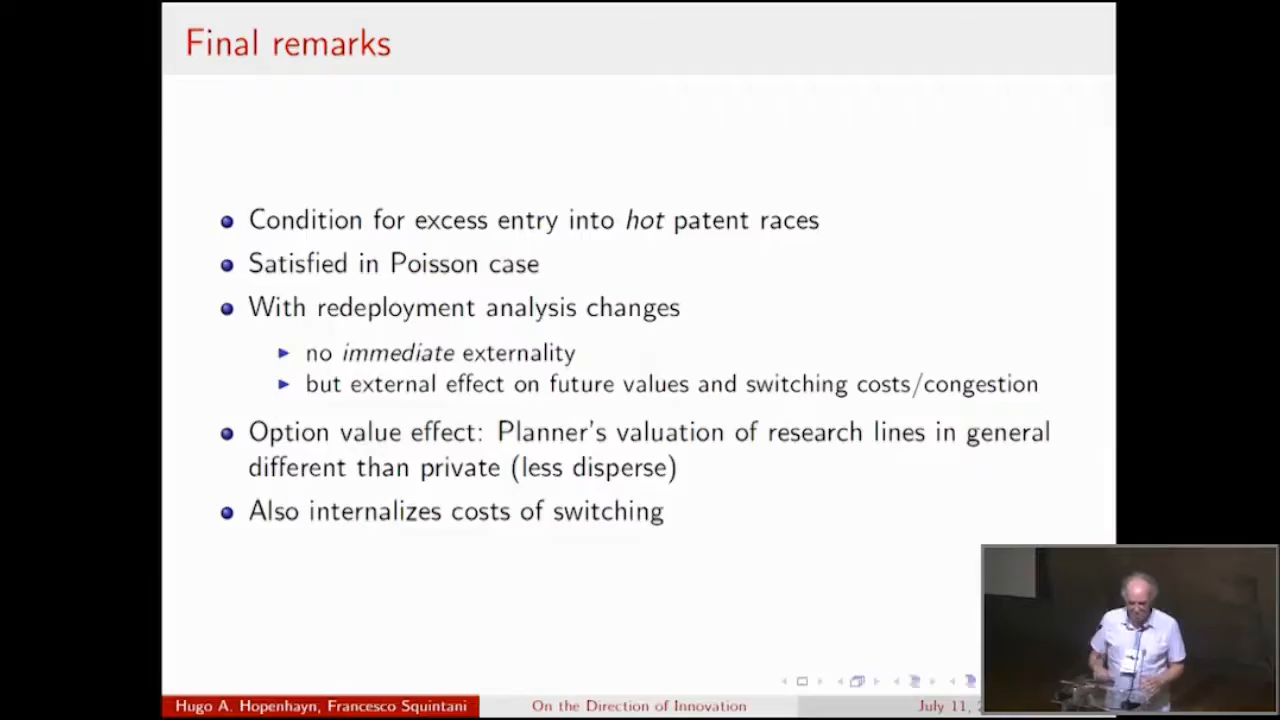 Final remarks
Condition for excess entry into hot patent races
Satisfied in Poisson case
With redeployment analysis changes
no immediate externality
but external effect on future values and switching costs/congestion
Option value effect: Planner's valuation of research lines in general
different than private (less disperse)
Also internalizes costs of switching
Hugo A. Hopenhayn, Francesco Squintani
On the Direction of Innovation
July 11,